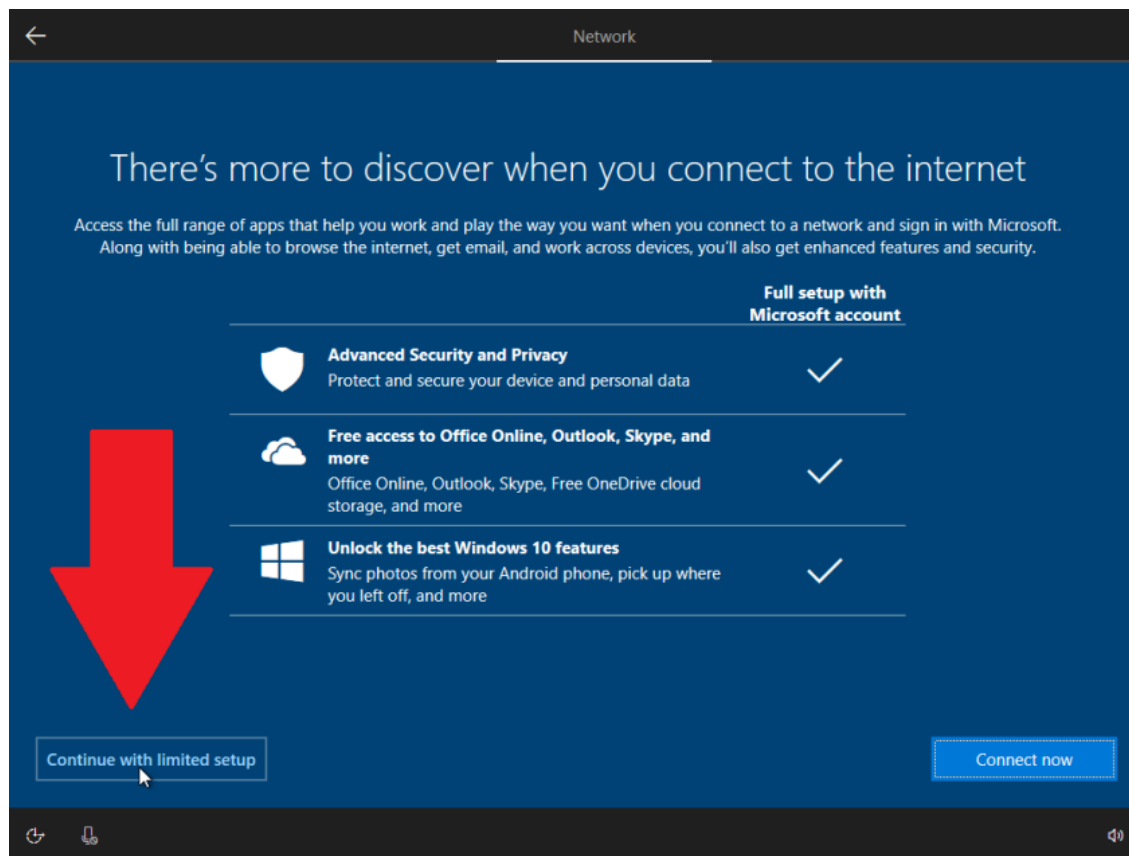 Network
There’s more to discover when you connect to the internet
Access the full range of apps that help you work and play the way you want when you connect to a network and sign in with Microsoft.
Along with being able to browse the internet, get email, and work across devices, you’ll also get enhanced features and security.
Full setup with
Microsoft account
Advanced Security and Privacy
Protect and secure your device and personal data
Free access to Office Online, Outlook, Skype, and
more
Office Online, Outlook, Skype, Free OneDrive cloud
storage, and more
Unlock the best Windows 10 features
Sync photos from your Android phone, pick up where
you left off, and more
Continue with limited setup
Connect now